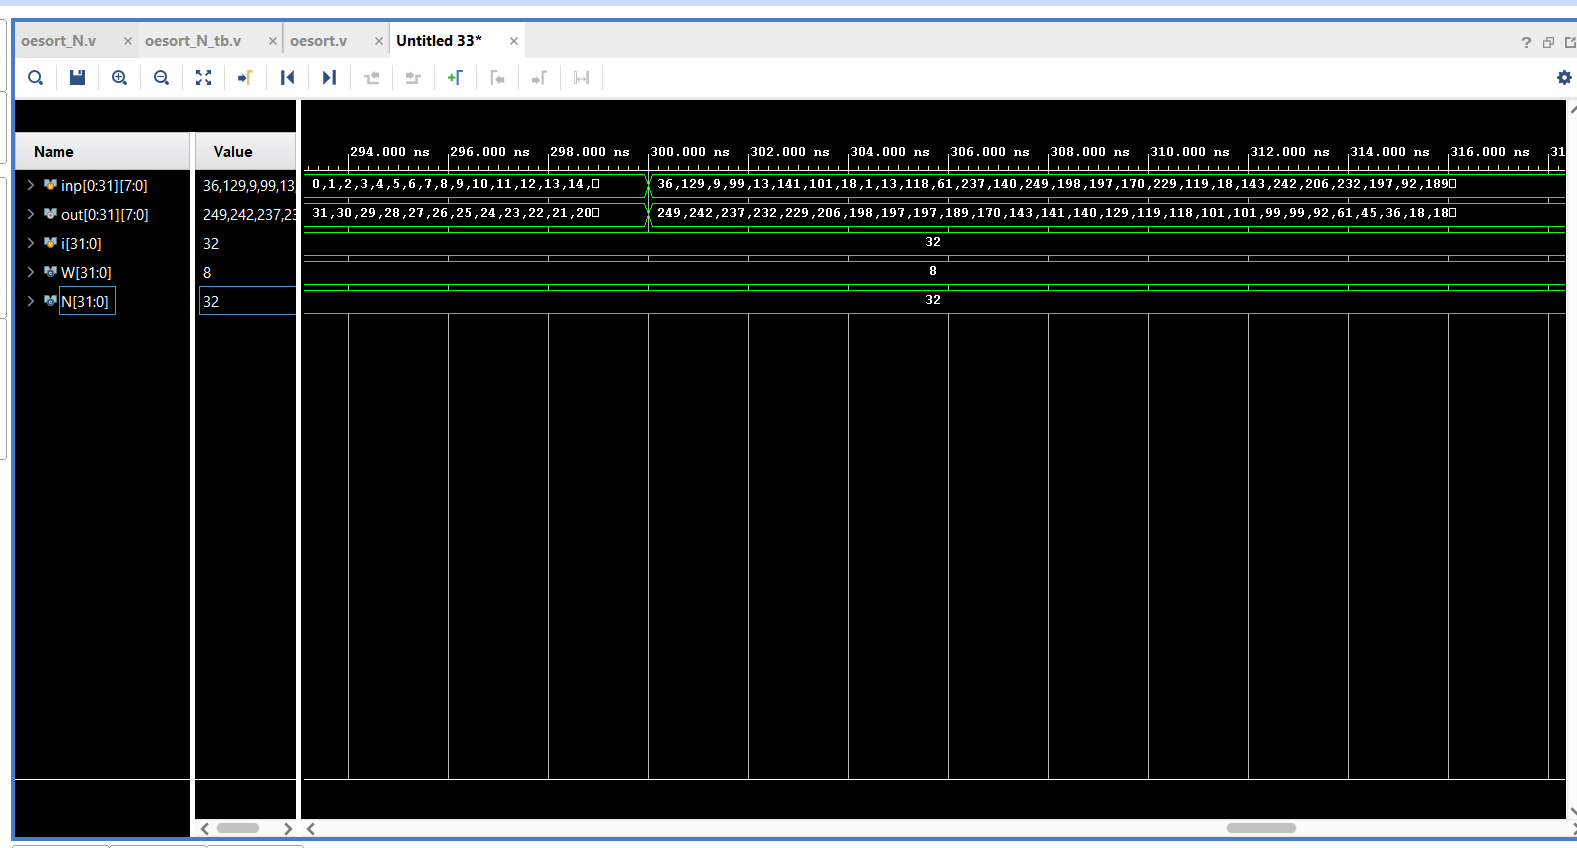 oesort_N.v × oesort_N_tb.v × oesort.v × Untitled 33* × ?
Name Value 294.000 ns 296.000 ns 298.000 ns 300.000 ns 302.000 ns 304.000 ns 306.000 ns 308.000 ns 310.000 ns 312.000 ns 314.000 ns 316.000 ns 31
inp[0:31][7:0] 36,129,9,99,13 0,1,2,3,4,5,6,7,8,9,10,11,12,13,14,□ 36,129,9,99,13,141,101,18,1,13,118,61,237,140,249,198,197,170,229,119,18,143,242,206,232,197,92,189□
out[0:31][7:0] 249,242,237,23 31,30,29,28,27,26,25,24,23,22,21,20□ 249,242,237,232,229,206,198,197,197,189,170,143,141,140,129,119,118,101,101,99,99,92,61,45,36,18,18□
i[31:0] 32 32
W[31:0] 8 8
N[31:0] 32 32